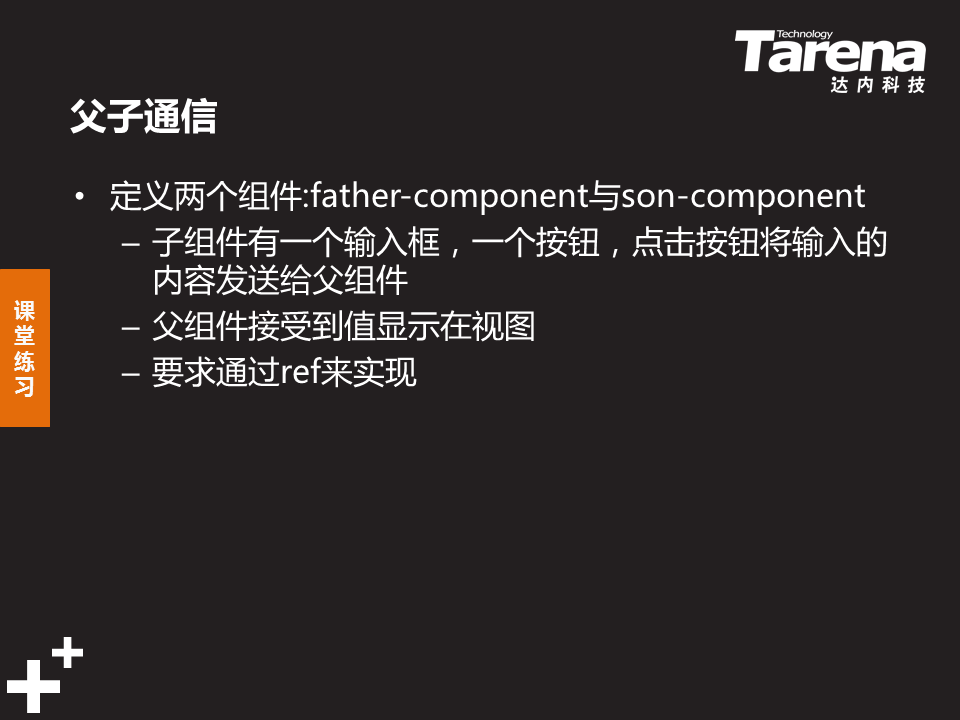 Technology
Tarena
达内科技
父子通信
• 定义两个组件:father-component与son-component
– 子组件有一个输入框，一个按钮，点击按钮将输入的
内容发送给父组件
– 父组件接受到值显示在视图
– 要求通过ref来实现
课
堂
练
习